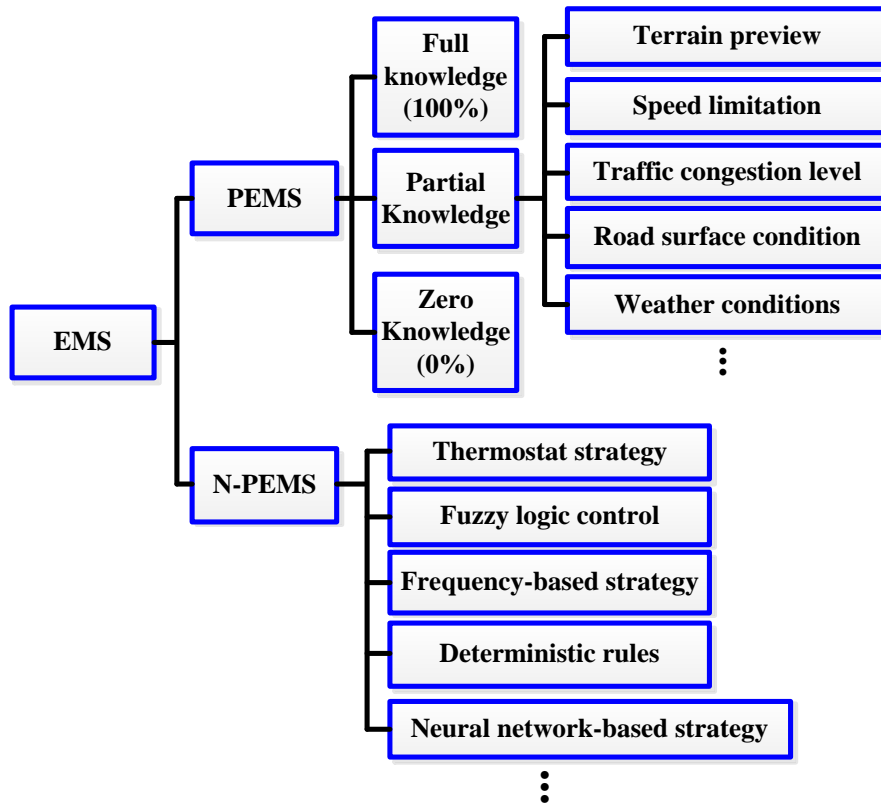 EMS
PEMS
Full
knowledge
(100%)
Partial
Knowledge
Zero
Knowledge
(0%)
Terrain preview
Speed limitation
Traffic congestion level
Road surface condition
Weather conditions
N-PEMS
Thermostat strategy
Fuzzy logic control
Frequency-based strategy
Deterministic rules
Neural network-based strategy